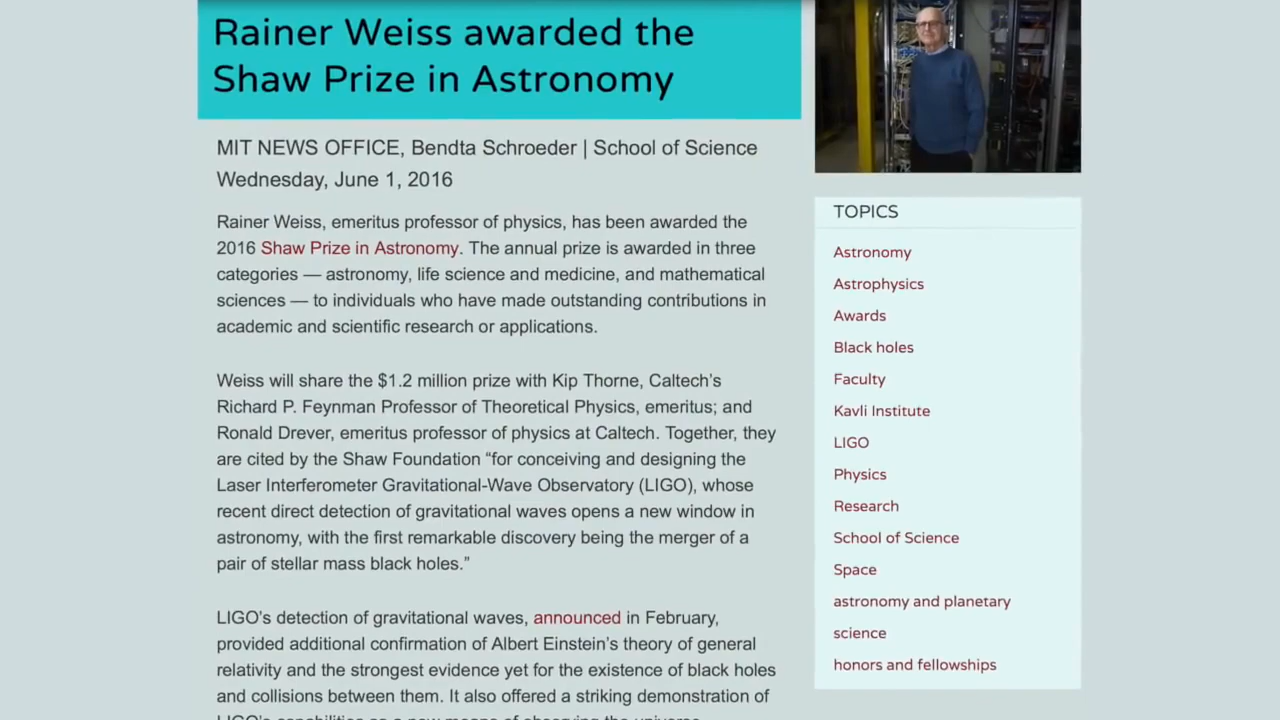 Rainer Weiss awarded the
Shaw Prize in Astronomy
MIT NEWS OFFICE, Bendta Schroeder | School of Science
Wednesday, June 1, 2016
Rainer Weiss, emeritus professor of physics, has been awarded the
2016 Shaw Prize in Astronomy. The annual prize is awarded in three
categories — astronomy, life science and medicine, and mathematical
sciences — to individuals who have made outstanding contributions in
academic and scientific research or applications.
Weiss will share the $1.2 million prize with Kip Thorne, Caltech’s
Richard P. Feynman Professor of Theoretical Physics, emeritus; and
Ronald Drever, emeritus professor of physics at Caltech. Together, they
are cited by the Shaw Foundation “for conceiving and designing the
Laser Interferometer Gravitational-Wave Observatory (LIGO), whose
recent direct detection of gravitational waves opens a new window in
astronomy, with the first remarkable discovery being the merger of a
pair of stellar mass black holes.”
LIGO’s detection of gravitational waves, announced in February,
provided additional confirmation of Albert Einstein’s theory of general
relativity and the strongest evidence yet for the existence of black holes
and collisions between them. It also offered a striking demonstration of
LIGO’s capabilities as a new means of observing the universe.
TOPICS
Astronomy
Astrophysics
Awards
Black holes
Faculty
Kavli Institute
LIGO
Physics
Research
School of Science
Space
astronomy and planetary
science
honors and fellowships